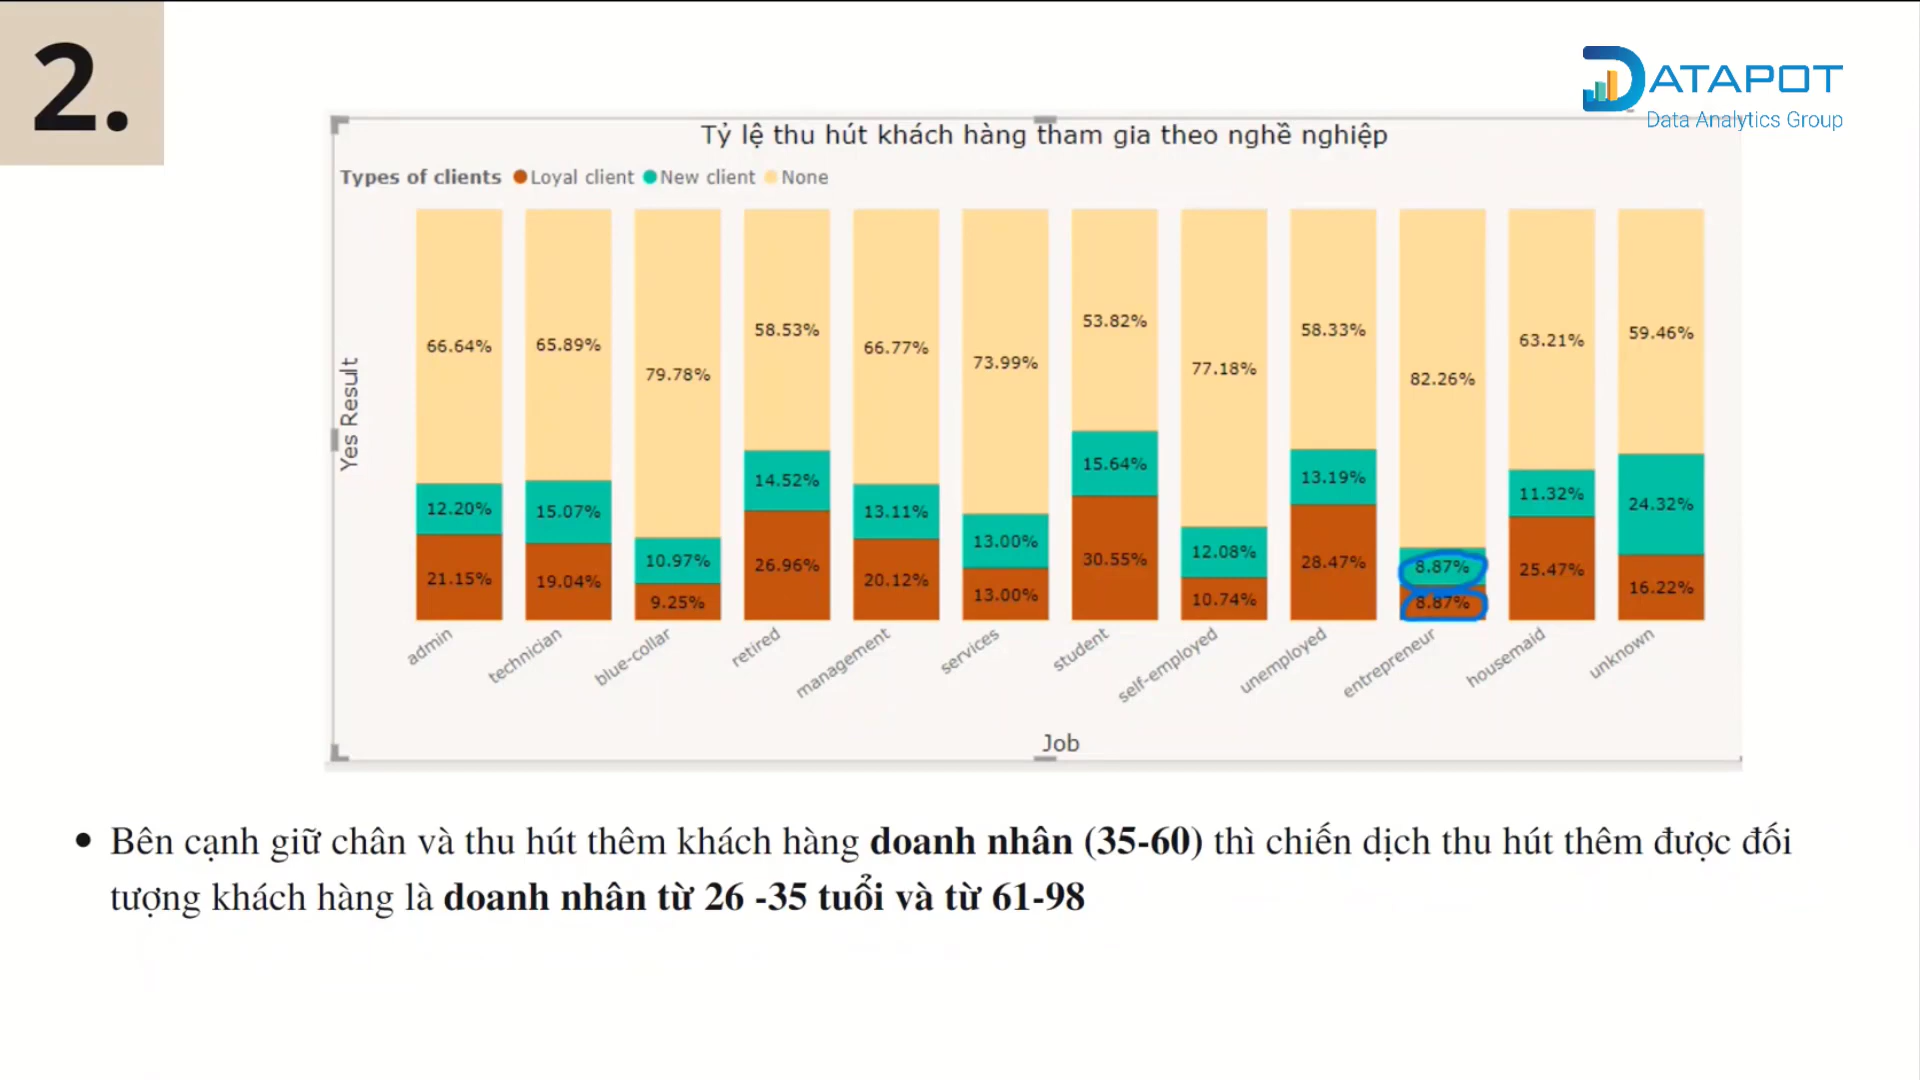 2.
DATAPOT
Data Analytics Group
Tỷ lệ thu hút khách hàng tham gia theo nghề nghiệp
Types of clients Loyal client New client None
Yes Result
66.64% 65.89% 79.78% 58.53% 66.77% 73.99% 53.82% 77.18% 58.33% 82.26% 63.21% 59.46%
12.20% 15.07% 10.97% 14.52% 13.11% 13.00% 15.64% 12.08% 13.19% 8.87% 11.32% 24.32%
21.15% 19.04% 9.25% 26.96% 20.12% 13.00% 30.55% 10.74% 28.47% 8.87% 25.47% 16.22%
admin technician blue-collar retired management services student self-employed unemployed entrepreneur housemaid unknown
Job
• Bên cạnh giữ chân và thu hút thêm khách hàng doanh nhân (35-60) thì chiến dịch thu hút thêm được đối
tượng khách hàng là doanh nhân từ 26 -35 tuổi và từ 61-98